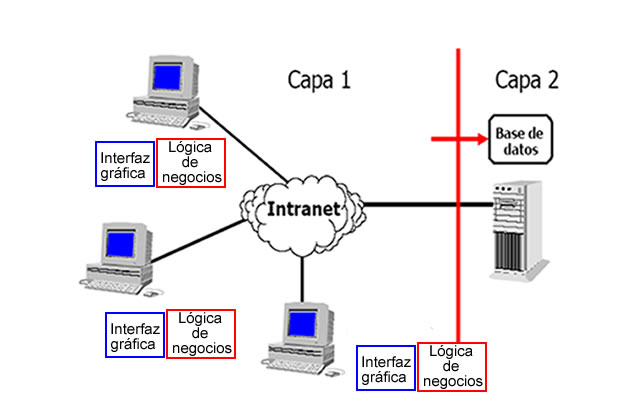 Capa 1
Capa 2
Base de
datos
Interfaz
gráfica
Lógica
de
negocios
Intranet
Interfaz
gráfica
Lógica
de
negocios
Interfaz
gráfica
Lógica
de
negocios